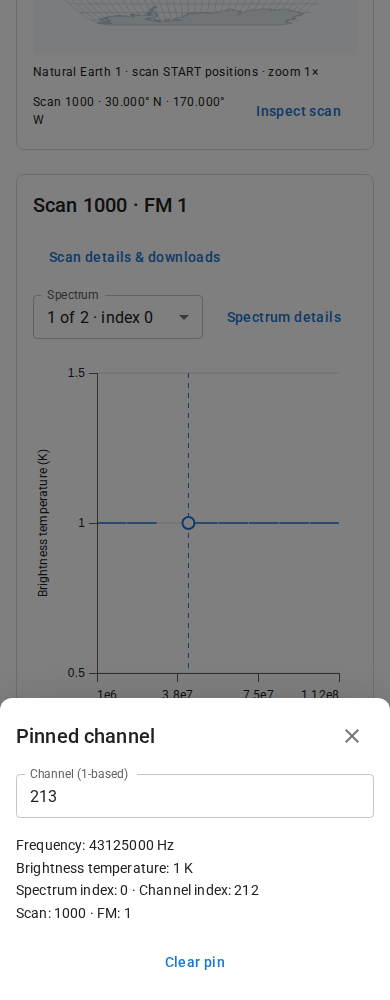 Natural Earth 1 · scan START positions · zoom 1×
Scan 1000 · 30.000° N · 170.000°
W
Inspect scan
Scan 1000 · FM 1
Scan details & downloads
Spectrum
1 of 2 · index 0
Spectrum details
1.5
Brightness temperature (K)
1
0.5
1e6
3.8e7
7.5e7
1.12e8
Pinned channel
Channel (1-based)
213
Frequency: 43125000 Hz
Brightness temperature: 1 K
Spectrum index: 0 · Channel index: 212
Scan: 1000 · FM: 1
Clear pin